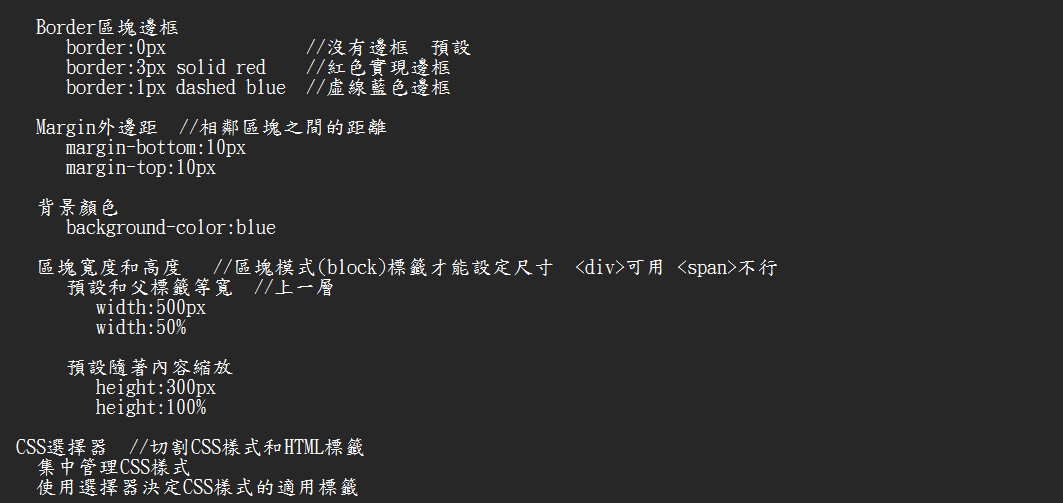 Border區塊邊框
border:0px //沒有邊框 預設
border:3px solid red //紅色實現邊框
border:1px dashed blue //虛線藍色邊框
Margin外邊距 //相鄰區塊之間的距離
margin-bottom:10px
margin-top:10px
背景顏色
background-color:blue
區塊寬度和高度 //區塊模式(block)標籤才能設定尺寸 <div>可用 <span>不行
預設和父標籤等寬 //上一層
width:500px
width:50%
預設隨著內容縮放
height:300px
height:100%
CSS選擇器 //切割CSS樣式和HTML標籤
集中管理CSS樣式
使用選擇器決定CSS樣式的適用標籤